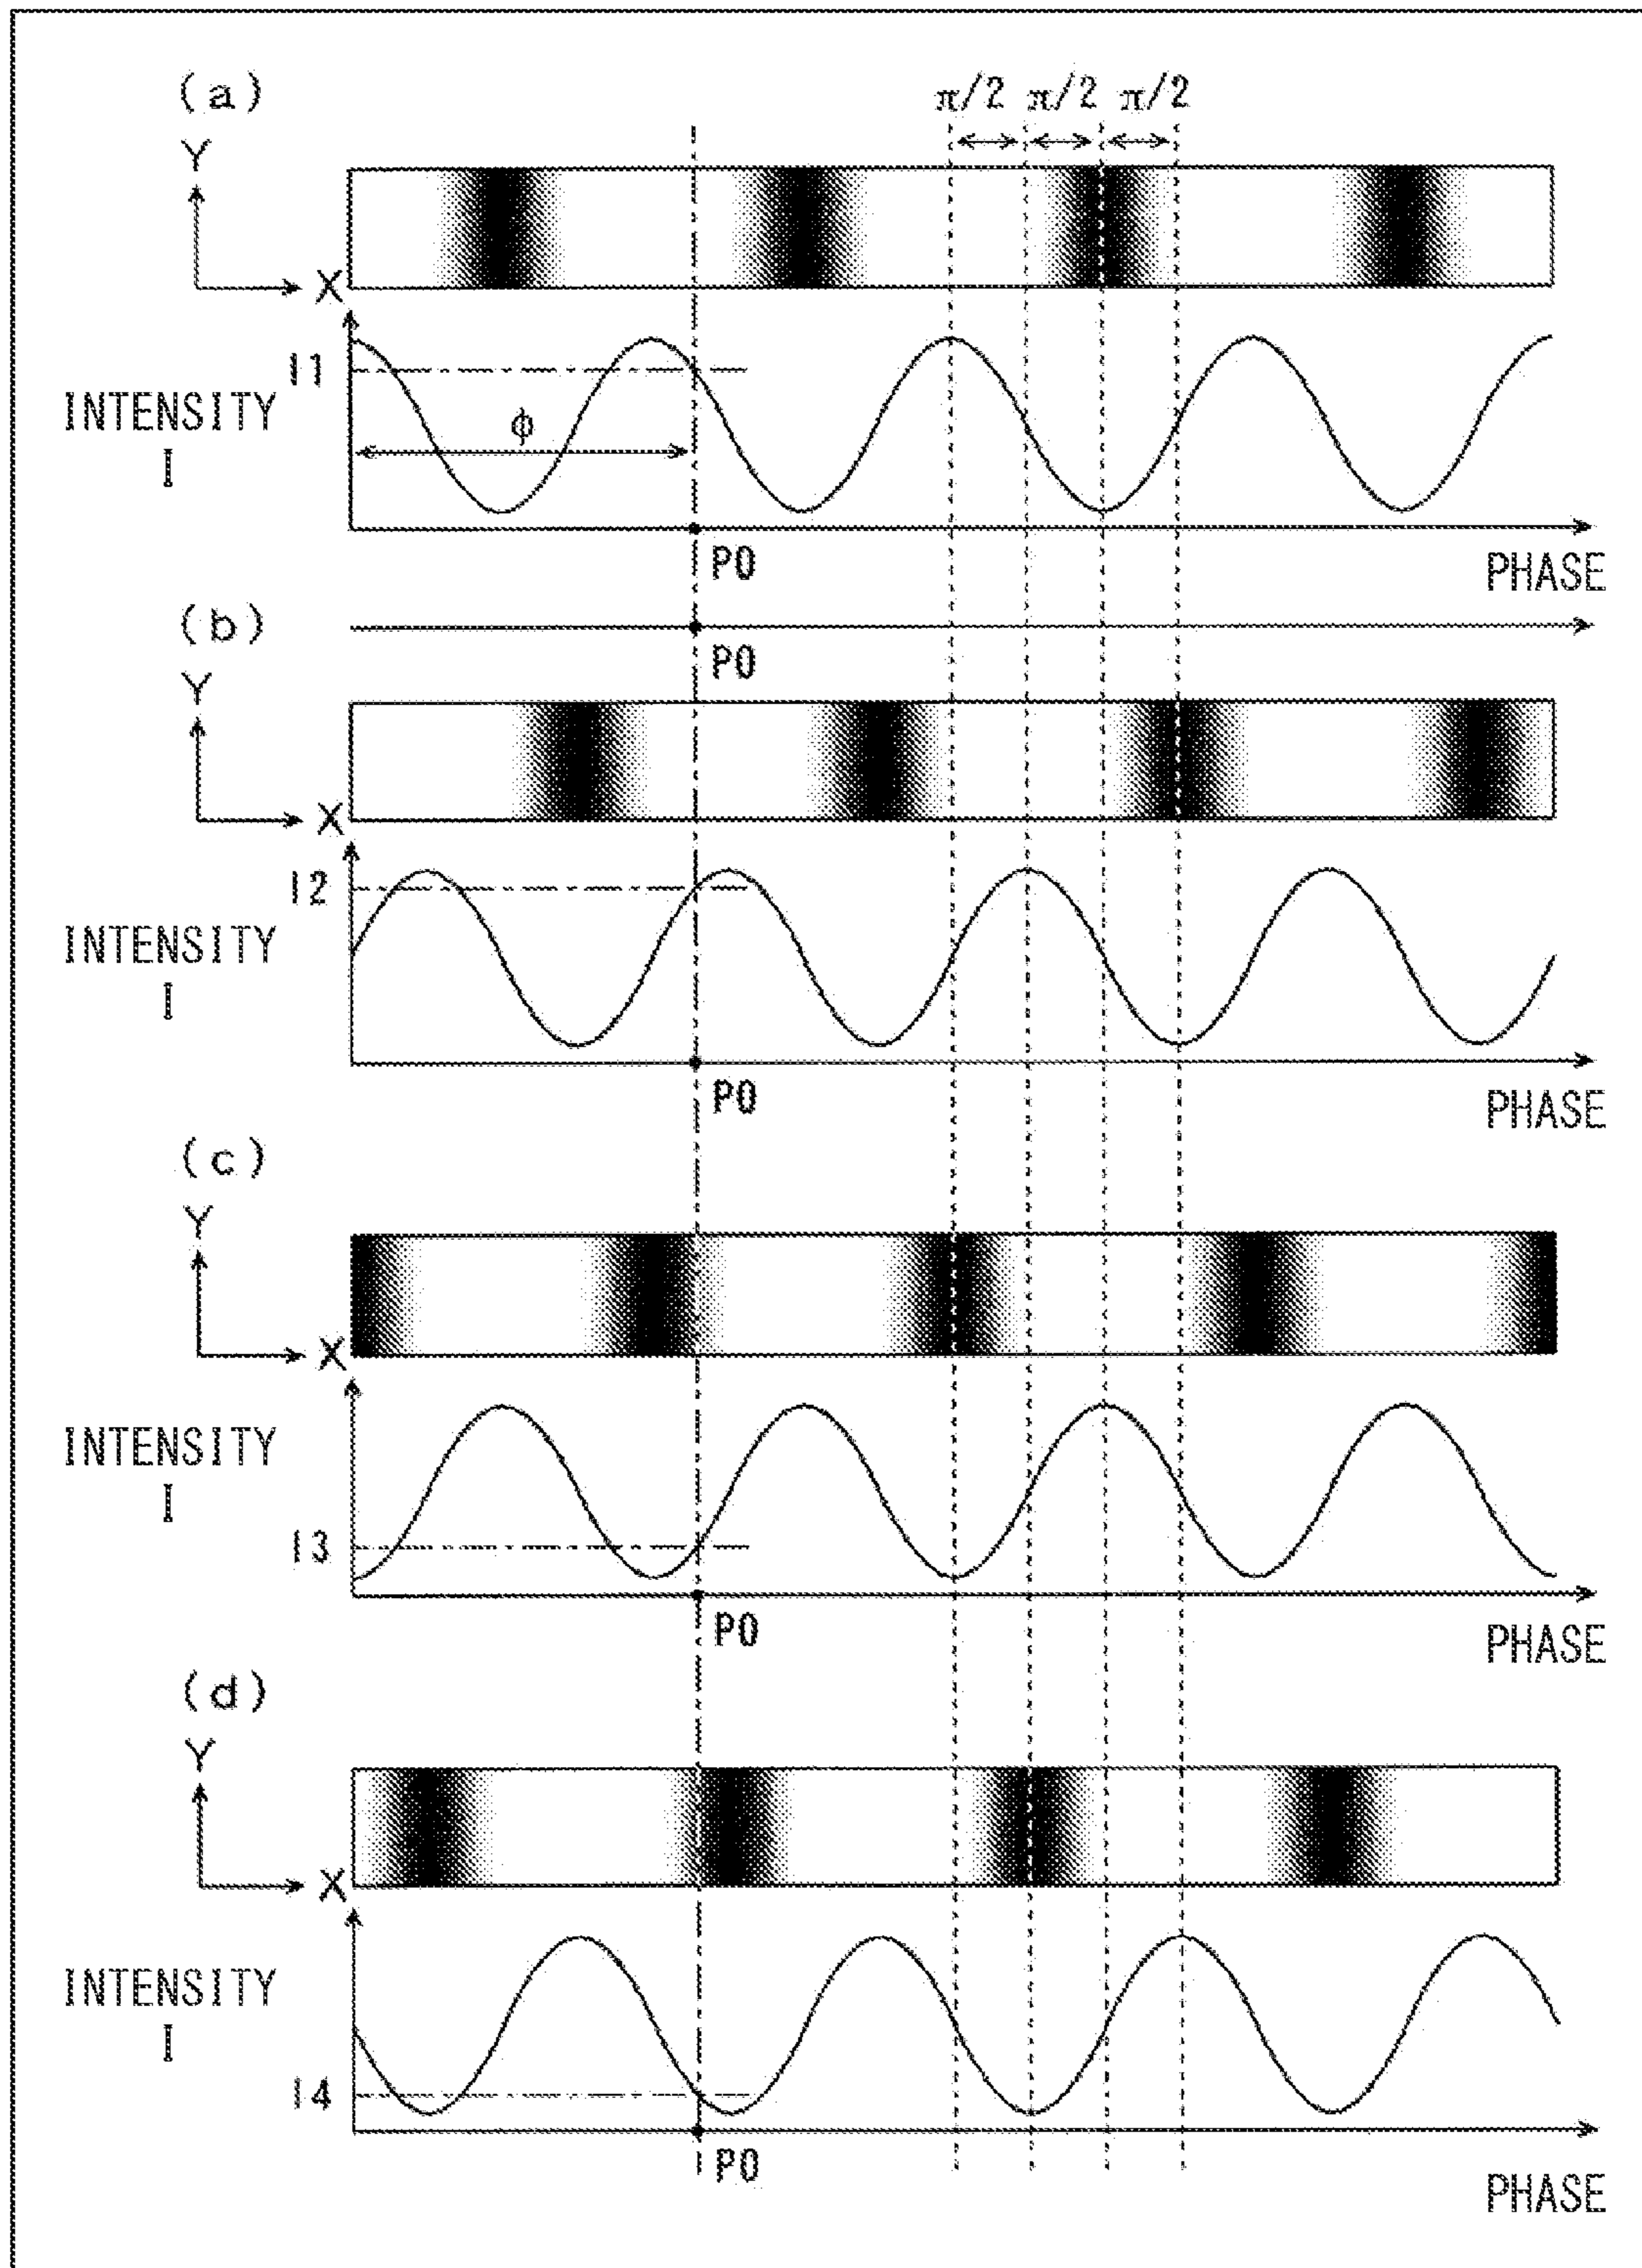 (a)
π/2 π/2 π/2
Y
X
I1
INTENSITY
I
φ
P0
PHASE
(b)
P0
Y
X
I2
INTENSITY
I
P0
PHASE
(c)
Y
X
INTENSITY
I
I3
P0
PHASE
(d)
Y
X
INTENSITY
I
I4
P0
PHASE